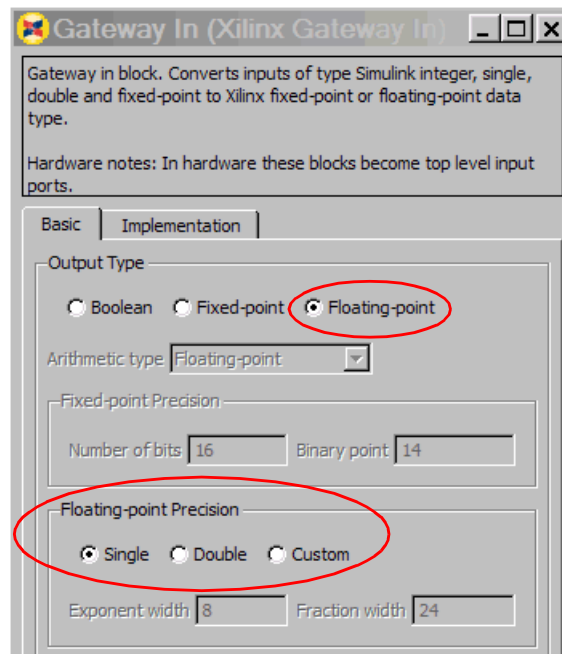 Gateway In (Xilinx Gateway In)
Gateway in block. Converts inputs of type Simulink integer, single,
double and fixed-point to Xilinx fixed-point or floating-point data
type.
Hardware notes: In hardware these blocks become top level input
ports.
Basic Implementation
Output Type
Boolean Fixed-point Floating-point
Arithmetic type Floating-point
Fixed-point Precision
Number of bits 16 Binary point 14
Floating-point Precision
Single Double Custom
Exponent width 8 Fraction width 24